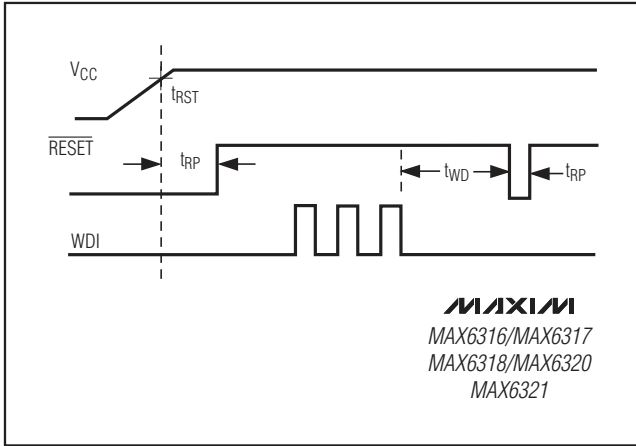 VCC
tRST
RESET
tRP
tWD
tRP
WDI
MAXIM
MAX6316/MAX6317
MAX6318/MAX6320
MAX6321